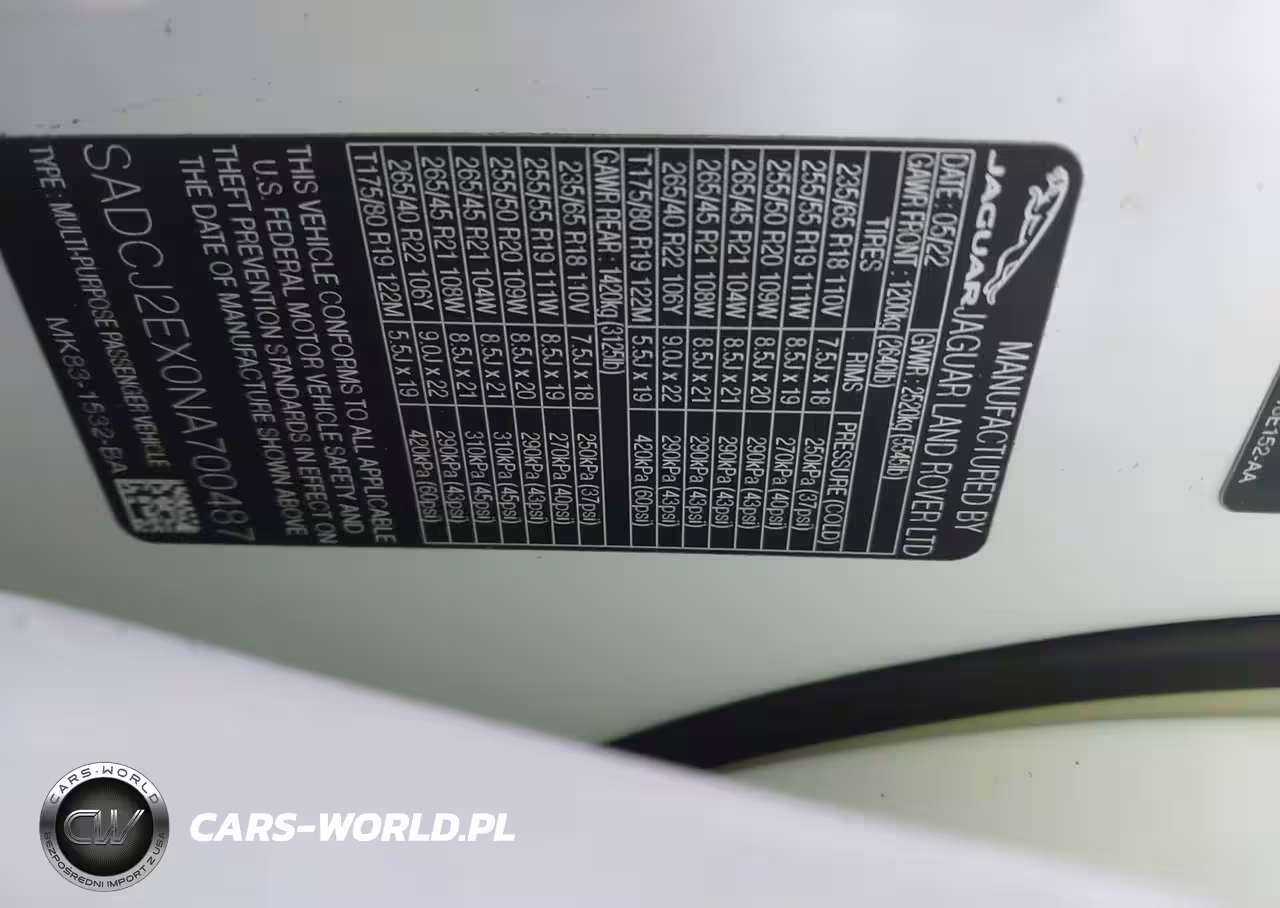 JAGUAR
MANUFACTURED BY
JAGUAR LAND ROVER LTD
DATE : 05/22 GVWR : 2520kg (5545lb)
GAWR FRONT : 1200kg (2640lb)
TIRES RIMS PRESSURE (COLD)
235/65 R18 110V 7.5J x 18 250kPa (37psi)
255/55 R19 111W 8.5J x 19 270kPa (40psi)
255/50 R20 109W 8.5J x 20 290kPa (43psi)
265/45 R21 104W 8.5J x 21 290kPa (43psi)
265/45 R21 108W 8.5J x 21 290kPa (43psi)
265/40 R22 106Y 9.0J x 22 290kPa (43psi)
T175/80 R19 122M 5.5J x 19 420kPa (60psi)
GAWR REAR : 1420kg (3125lb)
235/65 R18 110V 7.5J x 18 250kPa (37psi)
255/55 R19 111W 8.5J x 19 270kPa (40psi)
255/50 R20 109W 8.5J x 20 290kPa (43psi)
265/45 R21 104W 8.5J x 21 310kPa (45psi)
265/45 R21 108W 8.5J x 21 310kPa (45psi)
265/40 R22 106Y 9.0J x 22 290kPa (43psi)
T175/80 R19 122M 5.5J x 19 420kPa (60psi)
THIS VEHICLE CONFORMS TO ALL APPLICABLE
U.S. FEDERAL MOTOR VEHICLE SAFETY AND
THEFT PREVENTION STANDARDS IN EFFECT ON
THE DATE OF MANUFACTURE SHOWN ABOVE
SADCJ2EX0NA700487
TYPE : MULTI-PURPOSE PASSENGER VEHICLE
MK83-1532-BA
CARS-WORLD
CW
BEZPOŚREDNI IMPORT Z USA
CARS-WORLD.PL